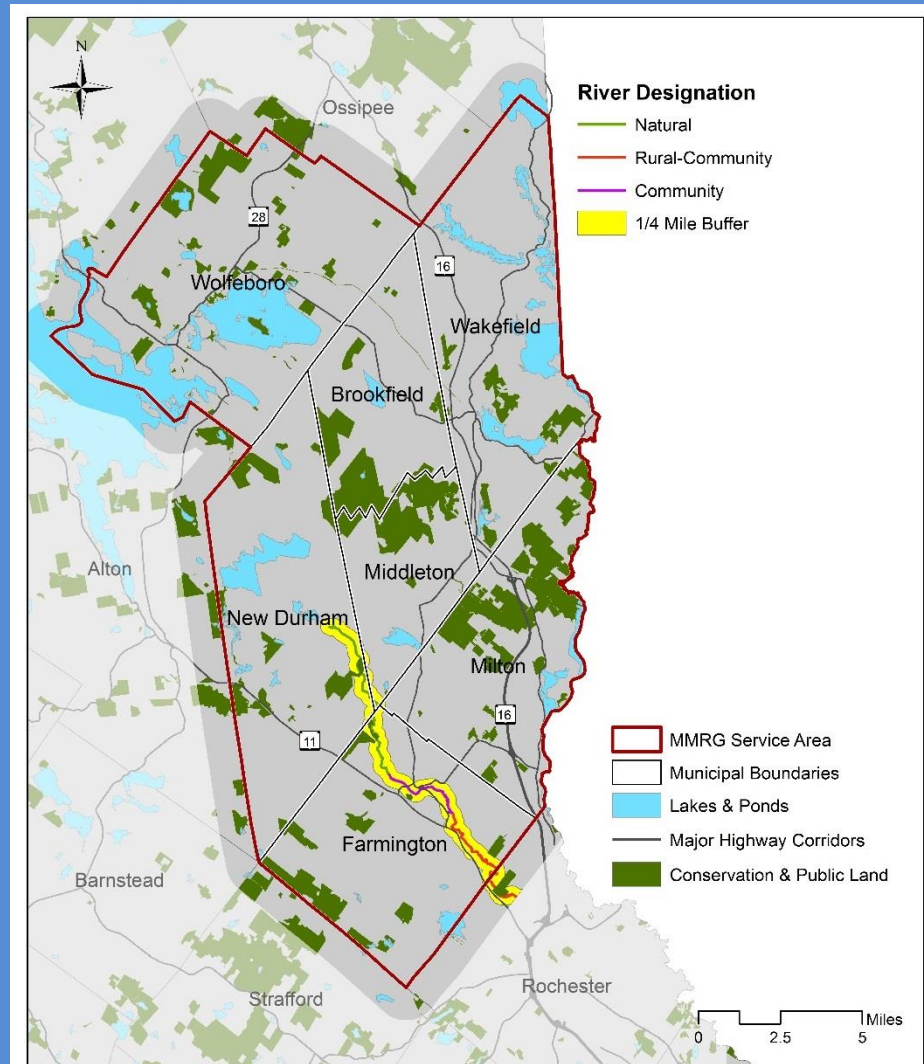 N
Ossipee
River Designation
Natural
Rural-Community
Community
1/4 Mile Buffer
28
16
Wolfeboro
Wakefield
Brookfield
Alton
Middleton
New Durham
Milton
16
11
MMRG Service Area
Municipal Boundaries
Lakes & Ponds
Major Highway Corridors
Conservation & Public Land
Farmington
Barnstead
Strafford
Rochester
Miles
0 2.5 5